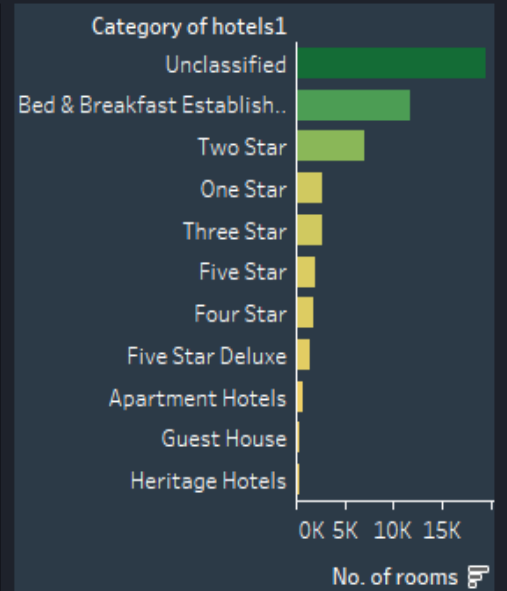 Category of hotels1
Unclassified
Bed & Breakfast Establish..
Two Star
One Star
Three Star
Five Star
Four Star
Five Star Deluxe
Apartment Hotels
Guest House
Heritage Hotels
0K 5K 10K 15K
No. of rooms